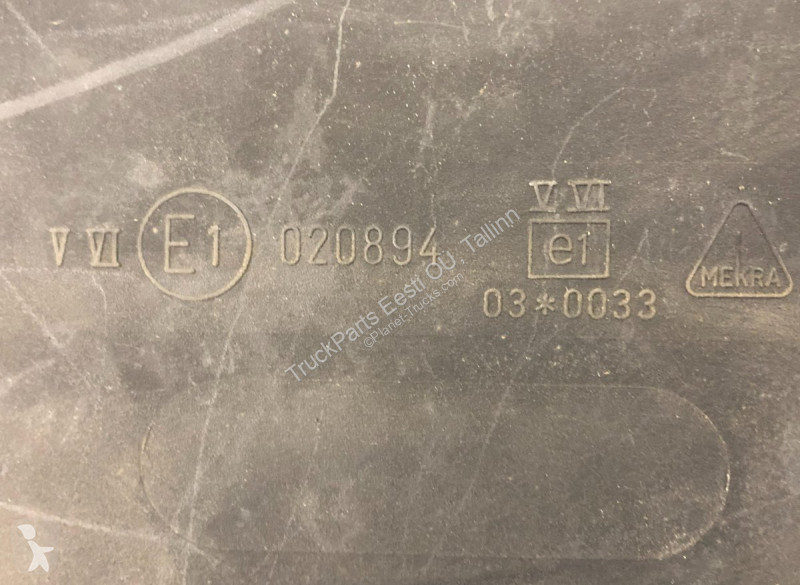 V VI E1 020894
V VI
e1
03*0033
MEKRA
TruckParts Eesti OÜ, Tallinn
©Planet-Trucks.com